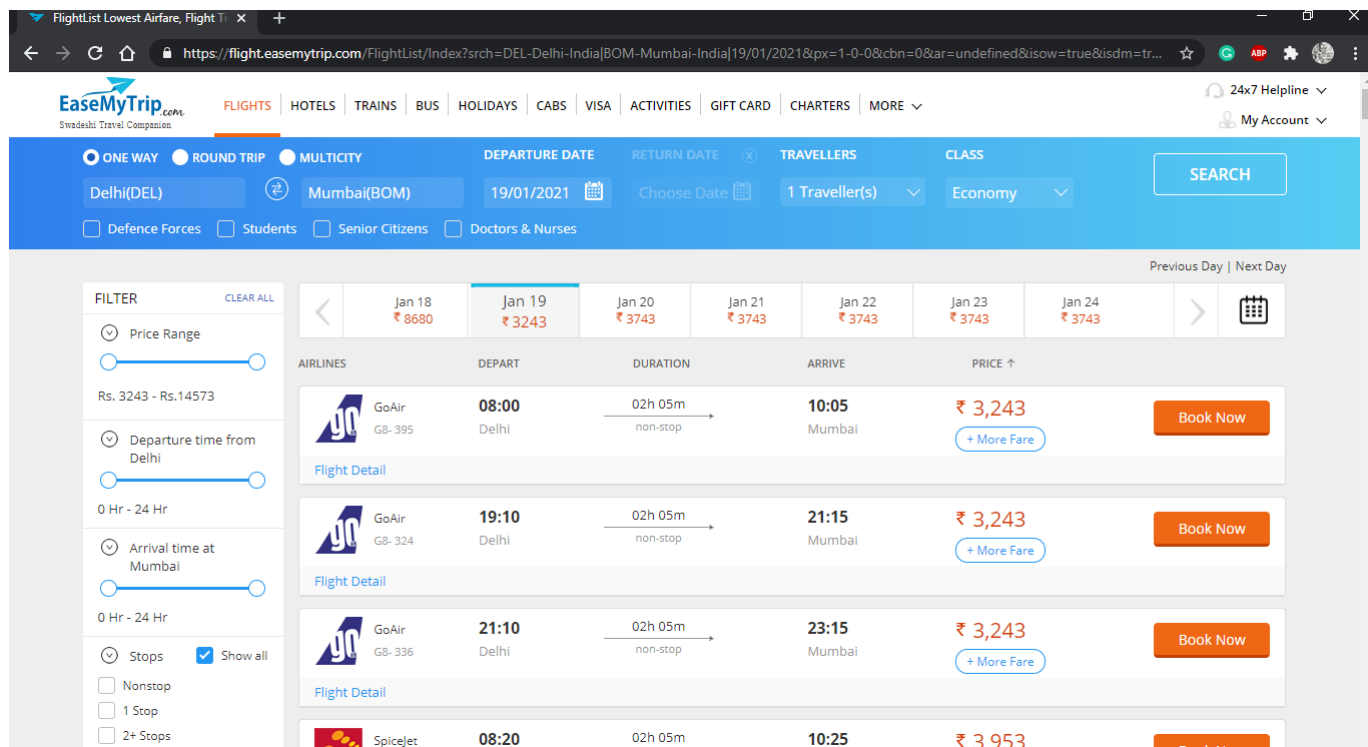 FlightList Lowest Airfare, Flight Ti
https://flight.easemytrip.com/FlightList/Index?srch=DEL-Delhi-India|BOM-Mumbai-India|19/01/2021&px=1-0-0&cbn=0&ar=undefined&isow=true&isdm=tr...
ABP
EaseMyTrip.com
Swadeshi Travel Companion
FLIGHTS HOTELS TRAINS BUS HOLIDAYS CABS VISA ACTIVITIES GIFT CARD CHARTERS MORE
24x7 Helpline
My Account
ONE WAY ROUND TRIP MULTICITY DEPARTURE DATE RETURN DATE TRAVELLERS CLASS
Delhi(DEL) Mumbai(BOM) 19/01/2021 Choose Date 1 Traveller(s) Economy SEARCH
Defence Forces Students Senior Citizens Doctors & Nurses
Previous Day | Next Day
FILTER CLEAR ALL
Price Range
Rs. 3243 - Rs.14573
Departure time from
Delhi
0 Hr - 24 Hr
Arrival time at
Mumbai
0 Hr - 24 Hr
Stops Show all
Nonstop
1 Stop
2+ Stops
Jan 18 Jan 19 Jan 20 Jan 21 Jan 22 Jan 23 Jan 24
₹ 8680 ₹ 3243 ₹ 3743 ₹ 3743 ₹ 3743 ₹ 3743 ₹ 3743
AIRLINES DEPART DURATION ARRIVE PRICE ↑
go GoAir 08:00 02h 05m 10:05 ₹ 3,243 Book Now
G8- 395 Delhi non-stop Mumbai + More Fare
Flight Detail
go GoAir 19:10 02h 05m 21:15 ₹ 3,243 Book Now
G8- 324 Delhi non-stop Mumbai + More Fare
Flight Detail
go GoAir 21:10 02h 05m 23:15 ₹ 3,243 Book Now
G8- 336 Delhi non-stop Mumbai + More Fare
Flight Detail
SpiceJet 08:20 02h 05m 10:25 ₹ 3,953 Book Now